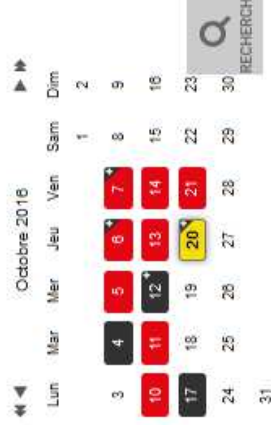 Octobre 2016
Lun Mar Mer Jeu Ven Sam Dim
1 2
3 4 5 6 7 8 9
10 11 12 13 14 15 16
17 18 19 20 21 22 23
24 25 26 27 28 29 30
31
RECHERCH